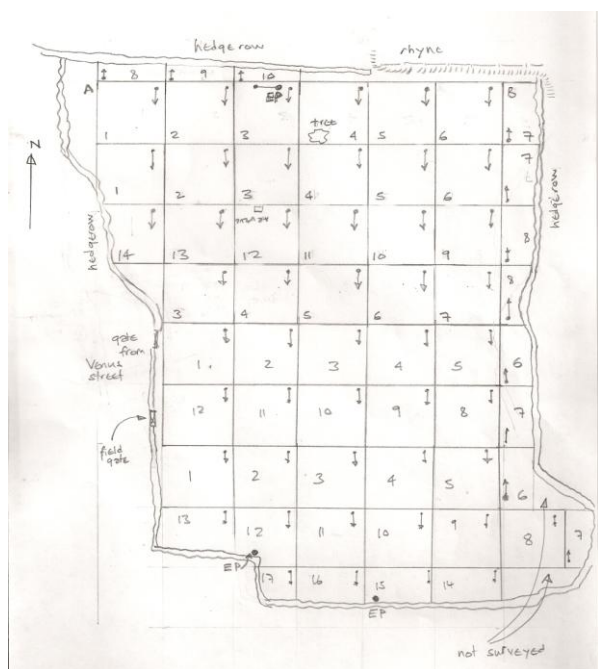 hedgerow
rhyne
8 9 10
A
EP
8
tree
1 2 3 4 5 6 7
7
N
1 2 3 4 5 6
hedgerow
hedgerow
8
14 13 12 11 10 9
8
3 4 5 6 7
gate
from
Venus
street
1 2 3 4 5 6
12 11 10 9 8 7
field
gate
1 2 3 4 5 6
13 12 11 10 9 8 7
EP
17 16 15 14
EP
not surveyed